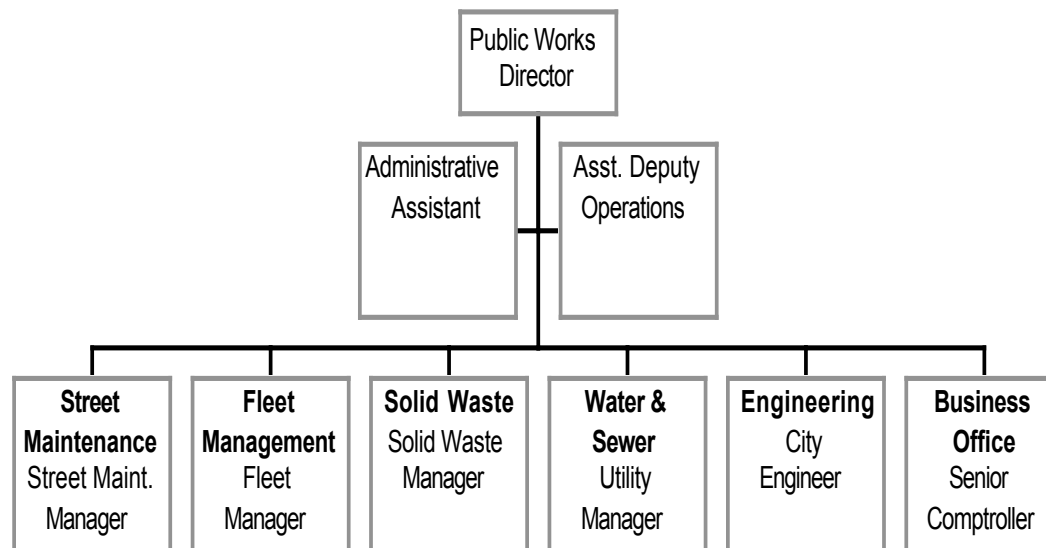 Public Works
Director
Administrative
Assistant
Asst. Deputy
Operations
Street
Maintenance
Street Maint.
Manager
Fleet
Management
Fleet
Manager
Solid Waste
Solid Waste
Manager
Water &
Sewer
Utility
Manager
Engineering
City
Engineer
Business
Office
Senior
Comptroller